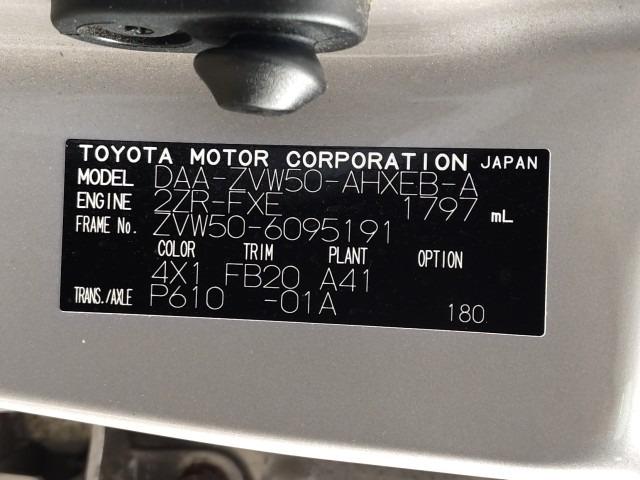 TOYOTA MOTOR CORPORATION JAPAN
MODEL DAA-ZVW50-AHXEB-A
ENGINE 2ZR-FXE 1797 mL
FRAME No. ZVW50-6095191
COLOR TRIM PLANT OPTION
4X1 FB20 A41
TRANS./AXLE P610 -01A
180